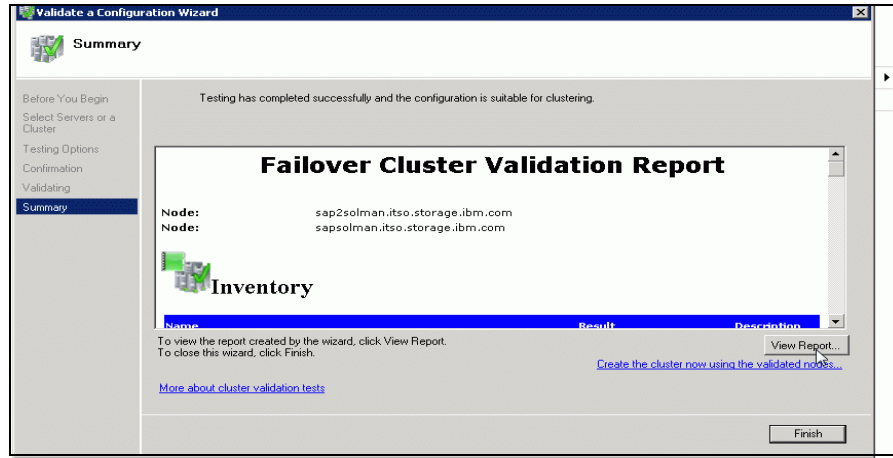 Validate a Configuration Wizard
Summary
Before You Begin
Select Servers or a
Cluster
Testing Options
Confirmation
Validating
Summary
Testing has completed successfully and the configuration is suitable for clustering.
Failover Cluster Validation Report
Node: sap2solman.itso.storage.ibm.com
Node: sapsolman.itso.storage.ibm.com
Inventory
Name Result Description
To view the report created by the wizard, click View Report.
To close this wizard, click Finish.
View Report...
Create the cluster now using the validated nodes...
More about cluster validation tests
Finish